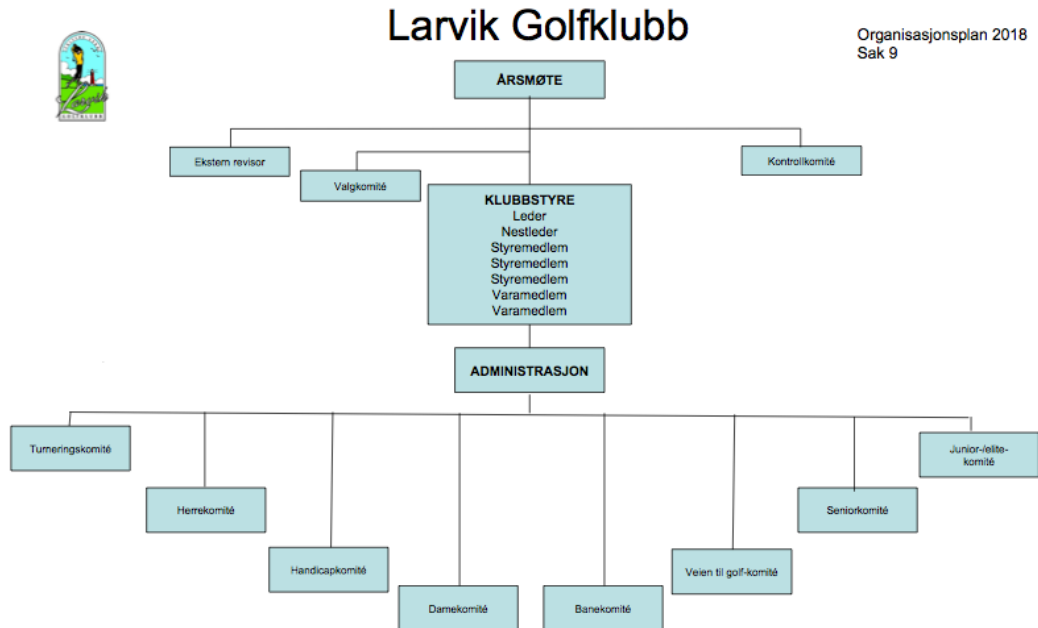 Larvik Golfklubb
Organisasjonsplan 2018
Sak 9
GOLFKLUBB
ÅRSMØTE
Ekstern revisor
Kontrollkomité
Valgkomité
KLUBBSTYRE
Leder
Nestleder
Styremedlem
Styremedlem
Styremedlem
Varamedlem
Varamedlem
ADMINISTRASJON
Turneringskomité
Junior-/elite-
komité
Herrekomité
Seniorkomité
Handicapkomité
Veien til golf-komité
Damekomité
Banekomité